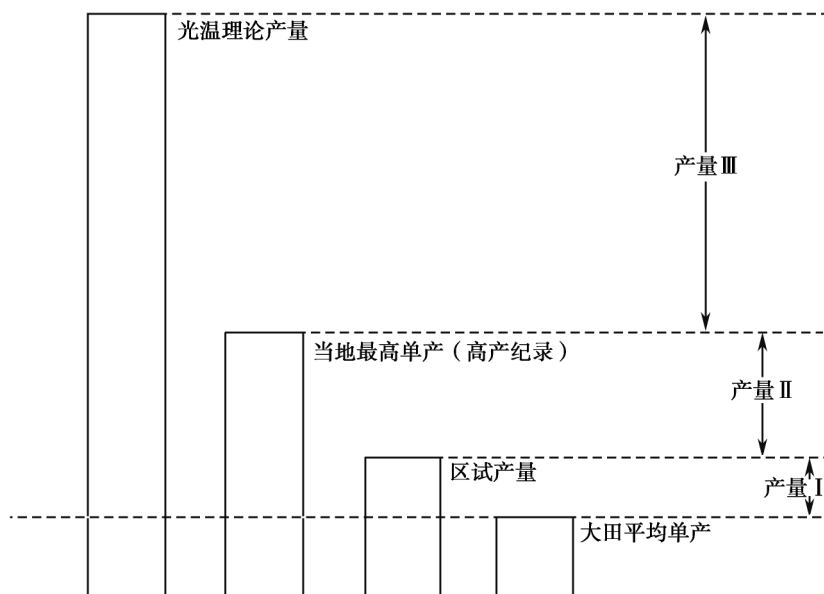 光温理论产量
产量Ⅲ
当地最高单产（高产纪录）
产量Ⅱ
区试产量
产量Ⅰ
大田平均单产